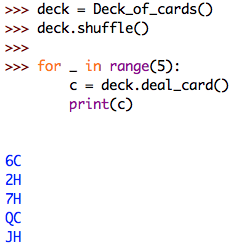 >>> deck = Deck_of_cards()
>>> deck.shuffle()
>>>
>>> for _ in range(5):
        c = deck.deal_card()
        print(c)
6C
2H
7H
QC
JH